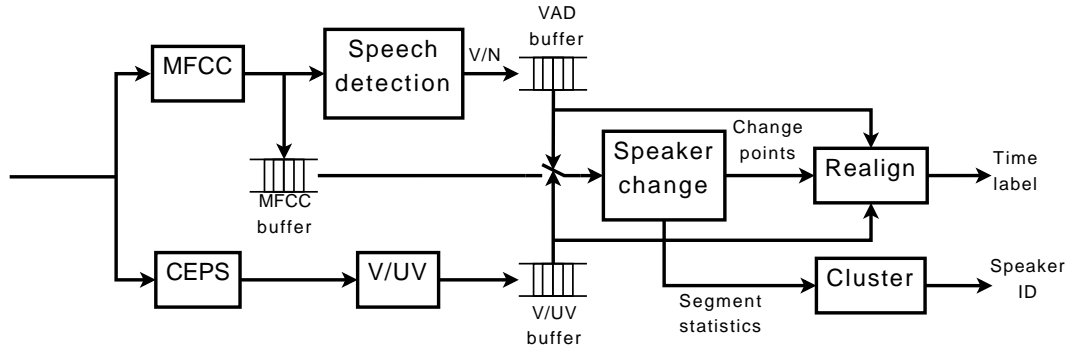 VAD
buffer
MFCC
Speech
detection
V/N
Change
points
Speaker
change
Realign
Time
label
MFCC
buffer
CEPS
V/UV
V/UV
buffer
Segment
statistics
Cluster
Speaker
ID